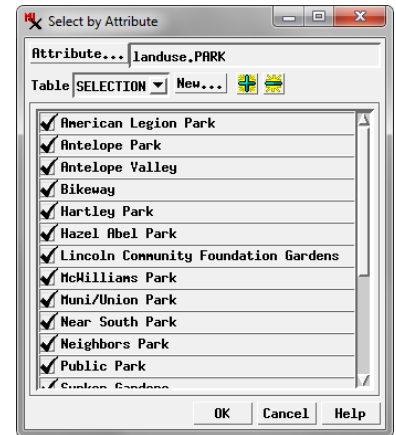 Select by Attribute
Attribute... landuse.PARK
Table SELECTION New...
American Legion Park
Antelope Park
Antelope Valley
Bikeway
Hartley Park
Hazel Abel Park
Lincoln Community Foundation Gardens
McWilliams Park
Muni/Union Park
Near South Park
Neighbors Park
Public Park
Sunken Gardens
OK Cancel Help